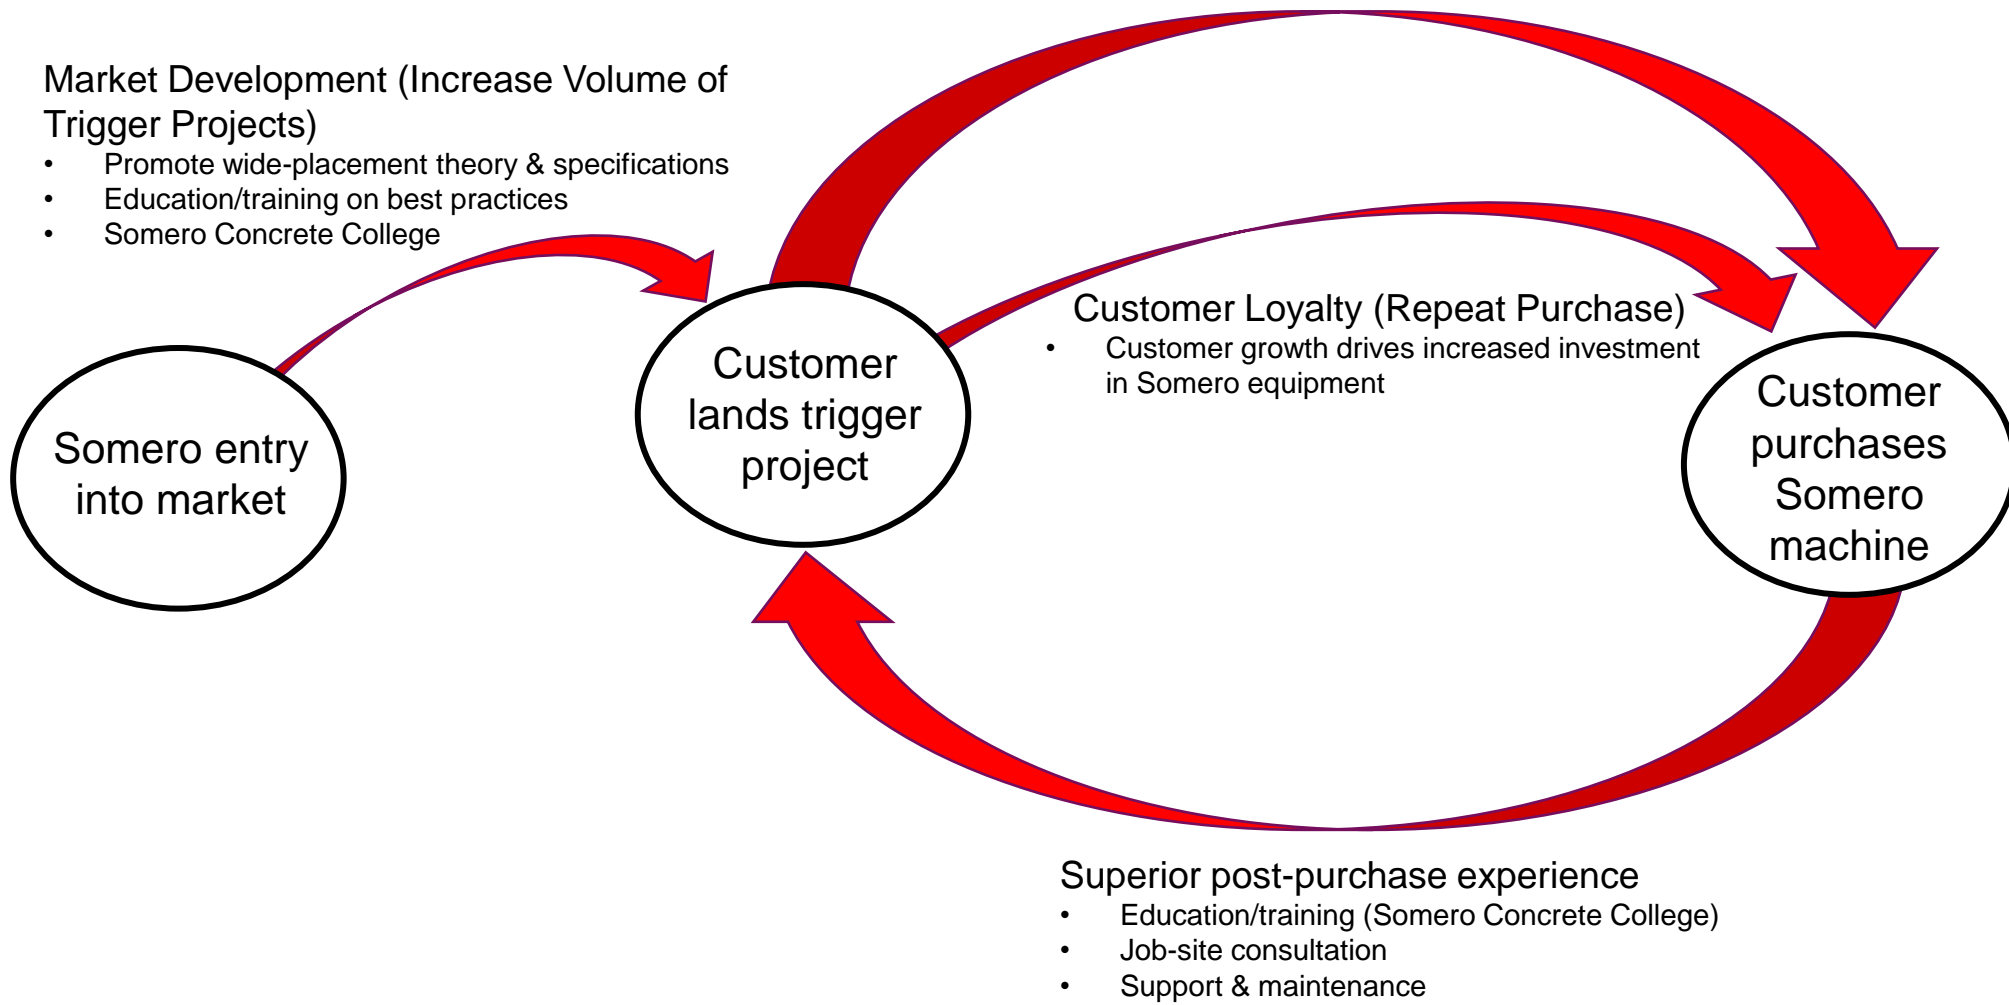 Market Development (Increase Volume of
Trigger Projects)
• Promote wide-placement theory & specifications
• Education/training on best practices
• Somero Concrete College
Somero entry
into market
Customer
lands trigger
project
Customer Loyalty (Repeat Purchase)
• Customer growth drives increased investment
in Somero equipment
Customer
purchases
Somero
machine
Superior post-purchase experience
• Education/training (Somero Concrete College)
• Job-site consultation
• Support & maintenance